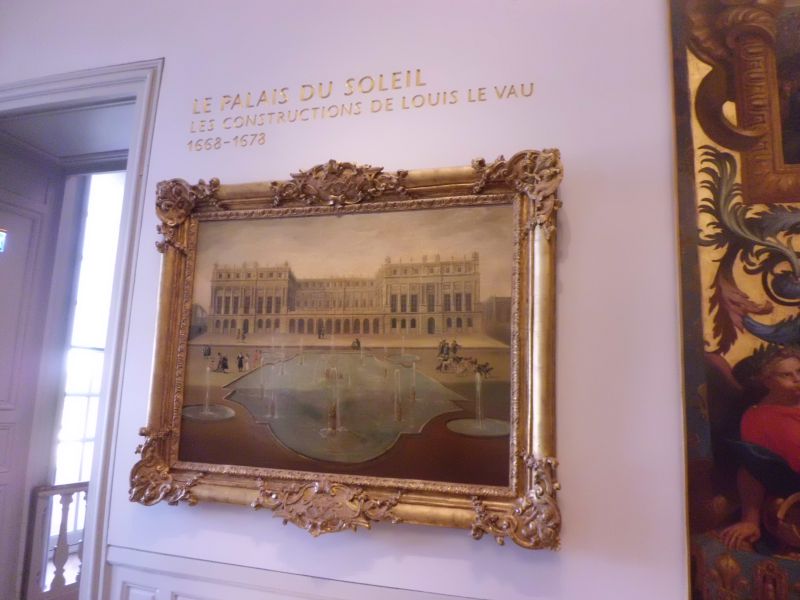 LE PALAIS DU SOLEIL
LES CONSTRUCTIONS DE LOUIS LE VAU
1668-1678